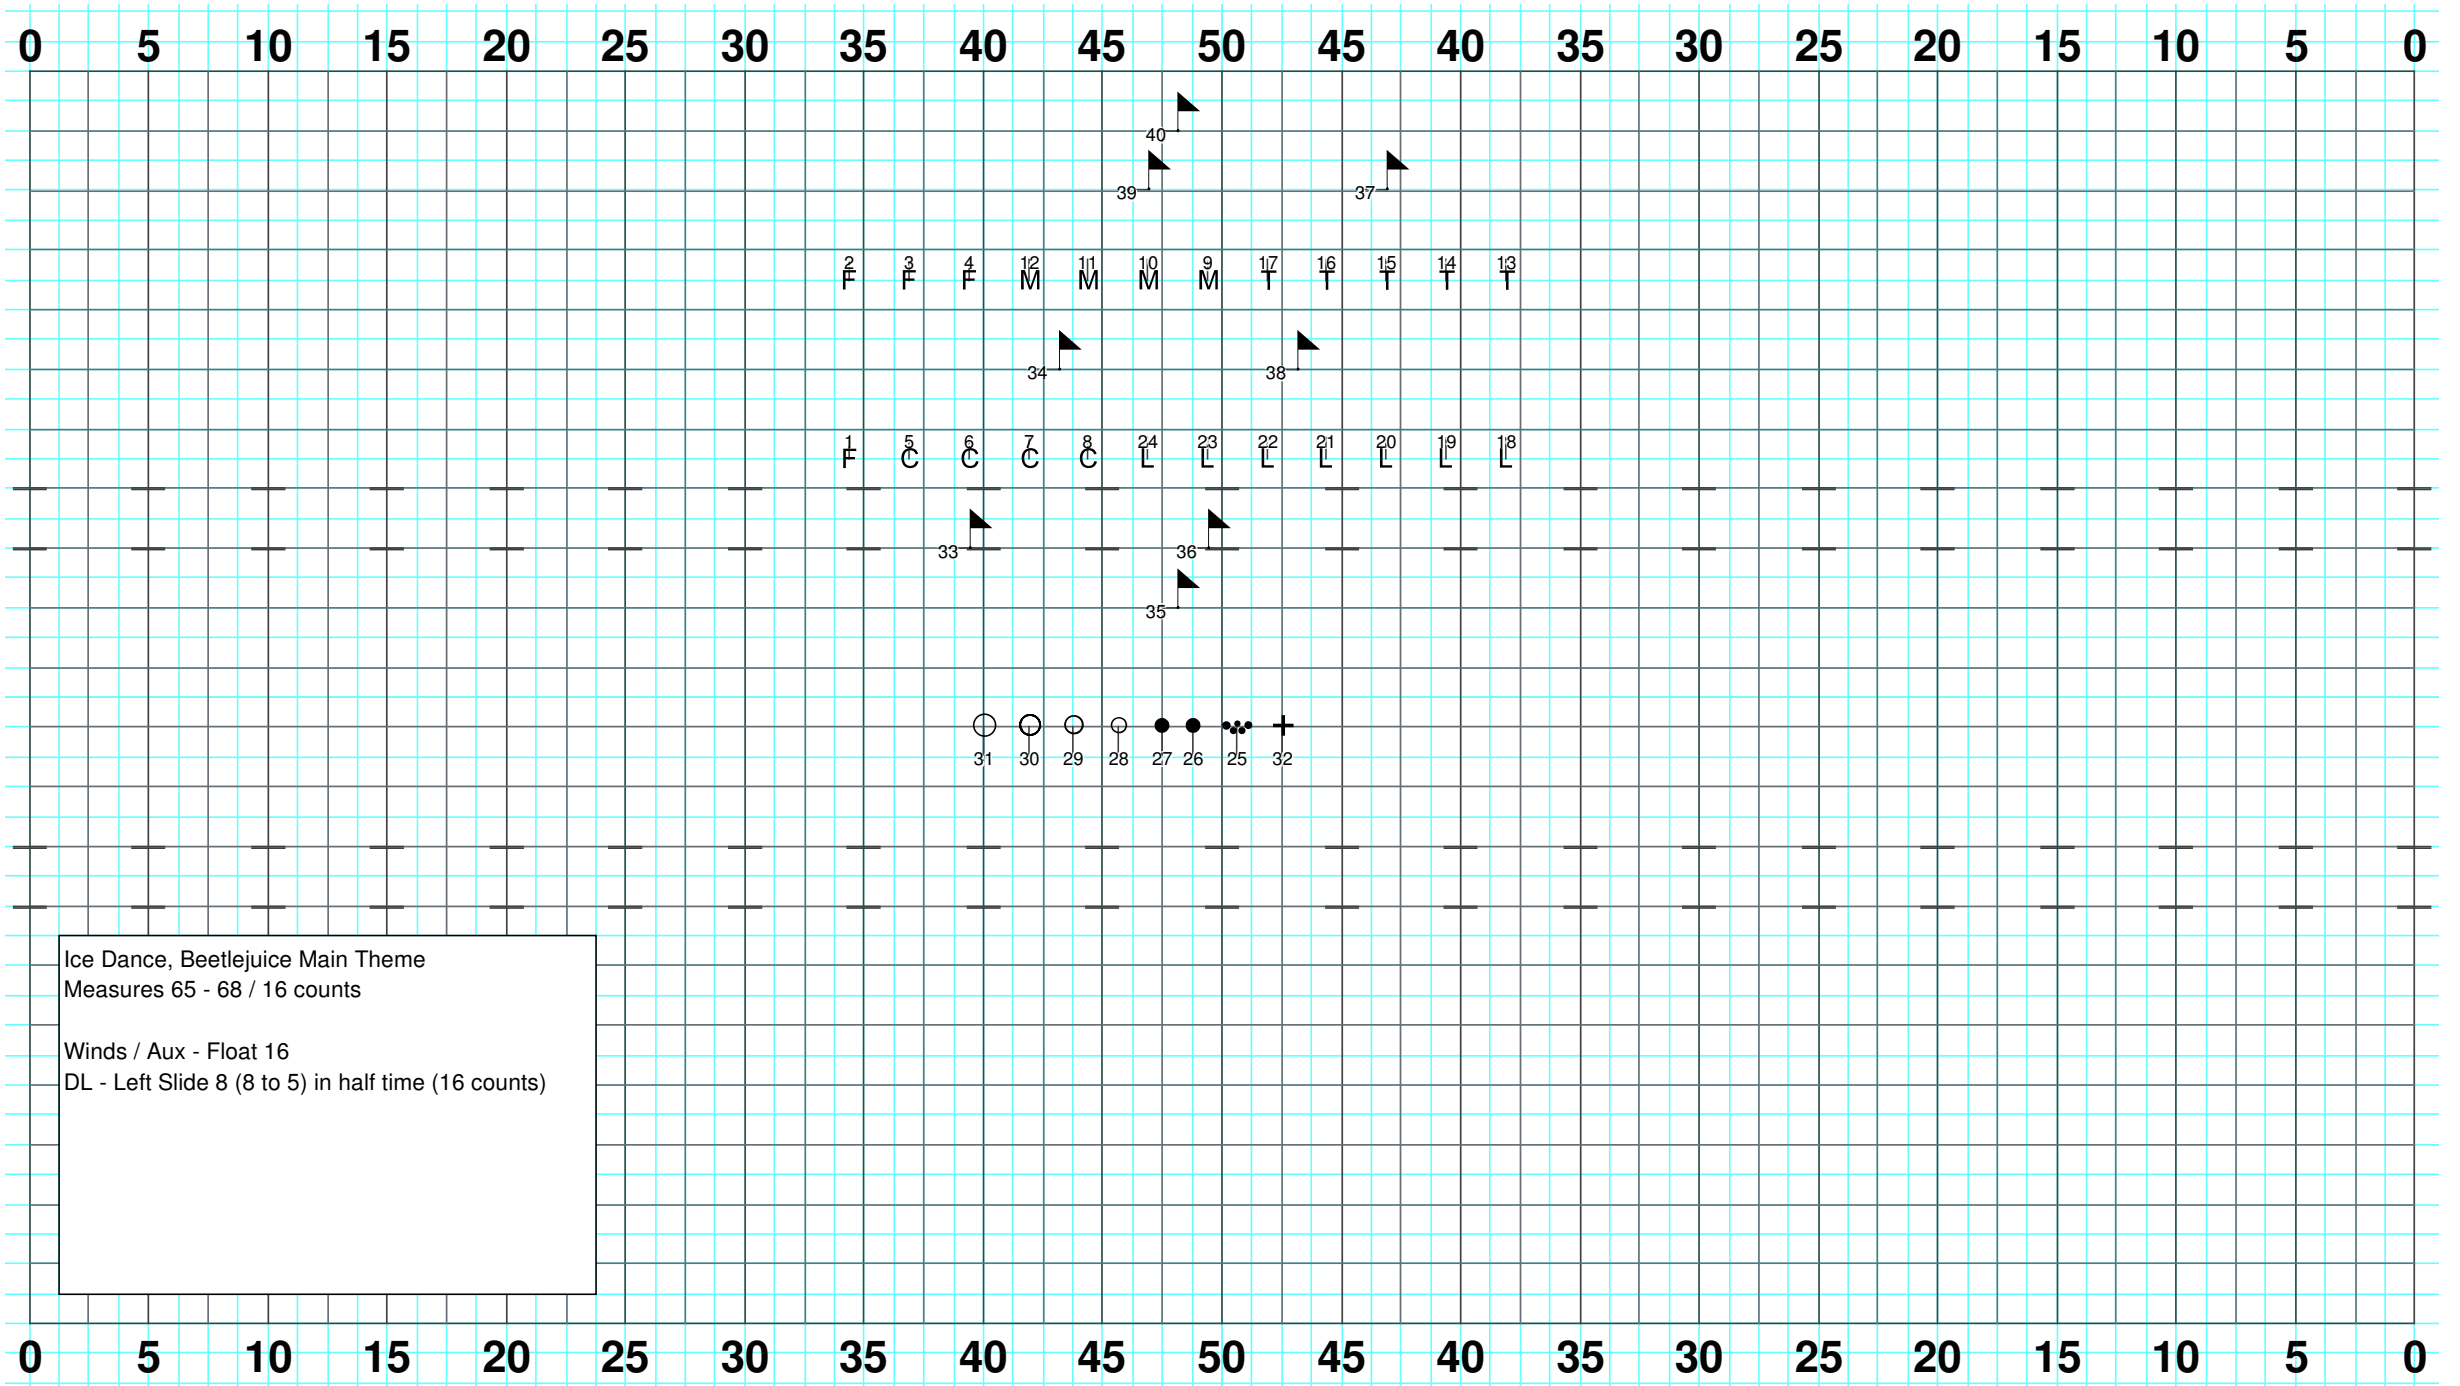 0 5 10 15 20 25 30 35 40 45 50 45 40 35 30 25 20 15 10 5 0
40
39 37
2 3 4 12 11 10 9 17 16 15 14 13
F F F M M M M T T T T T
34 38
1 5 6 7 8 24 23 22 21 20 19 18
F C C C C L L L L L L L
33 36
35
31 30 29 28 27 26 25 32
Ice Dance, Beetlejuice Main Theme
Measures 65 - 68 / 16 counts
Winds / Aux - Float 16
DL - Left Slide 8 (8 to 5) in half time (16 counts)
0 5 10 15 20 25 30 35 40 45 50 45 40 35 30 25 20 15 10 5 0